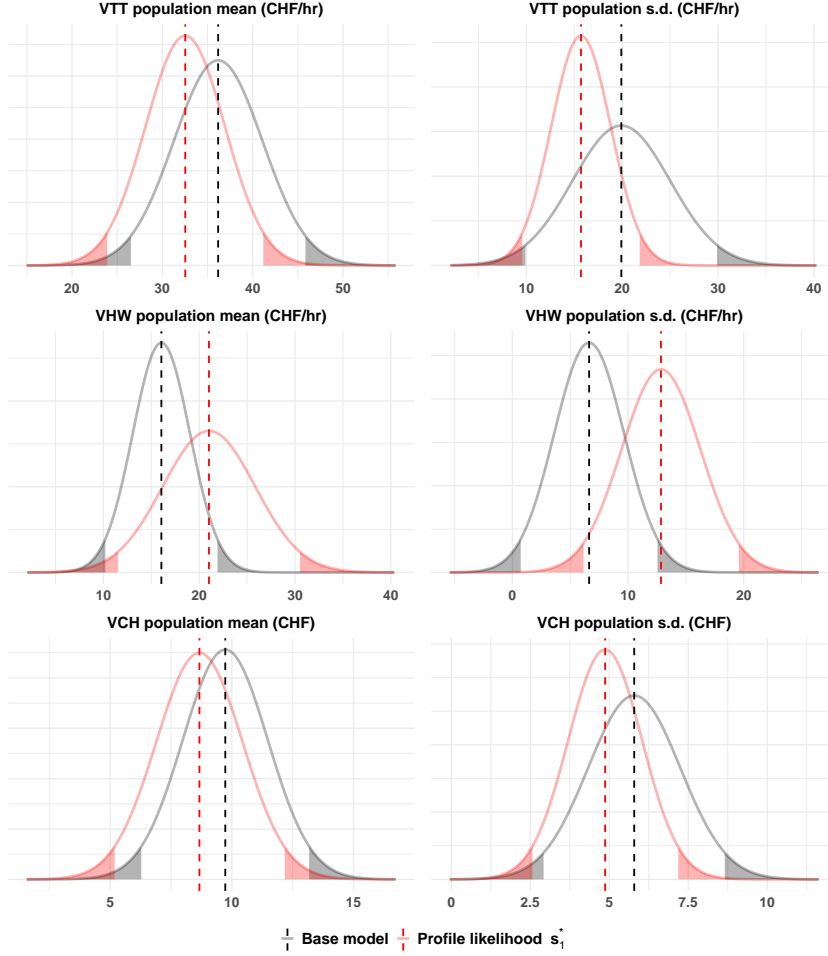 VTT population mean (CHF/hr) VTT population s.d. (CHF/hr)
20 30 40 50 10 20 30 40
VHW population mean (CHF/hr) VHW population s.d. (CHF/hr)
10 20 30 40 0 10 20
VCH population mean (CHF) VCH population s.d. (CHF)
5 10 15 0 2.5 5 7.5 10
Base model Profile likelihood s₁*